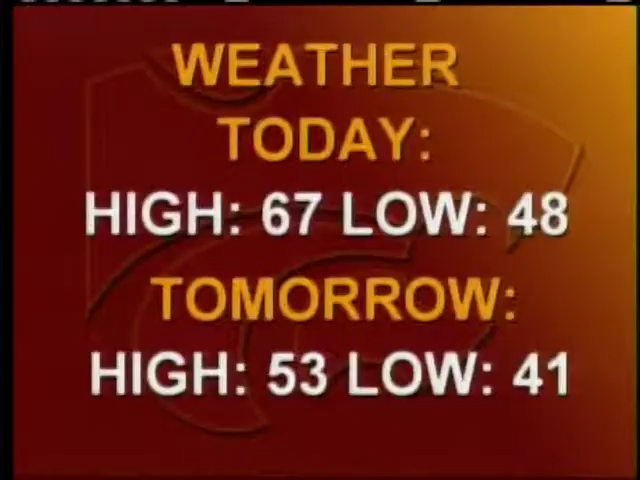 WEATHER
TODAY:
HIGH: 67 LOW: 48
TOMORROW:
HIGH: 53 LOW: 41